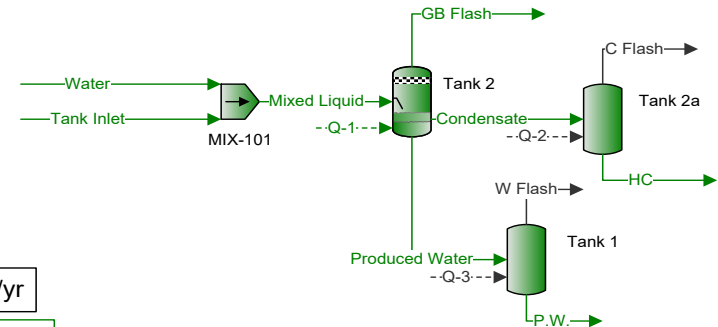 GB Flash
C Flash
Water
Tank 2
Tank 2a
Mixed Liquid
Tank Inlet
Condensate
Q-1
Q-2
MIX-101
HC
W Flash
Tank 1
Produced Water
Q-3
/yr
P.W.